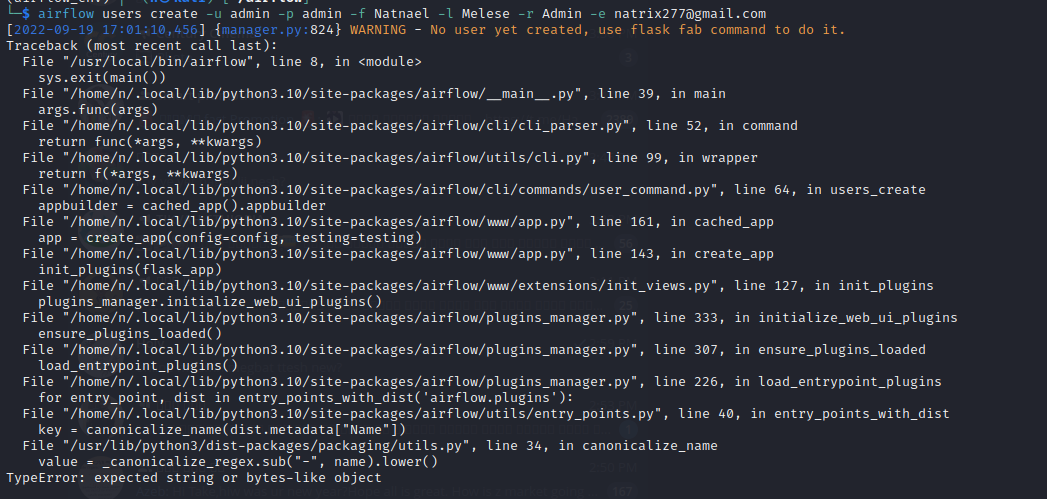 └─$ airflow users create -u admin -p admin -f Natnael -l Melese -r Admin -e natrix277@gmail.com
[2022-09-19 17:01:10,456] {manager.py:824} WARNING - No user yet created, use flask fab command to do it.
Traceback (most recent call last):
  File "/usr/local/bin/airflow", line 8, in <module>
    sys.exit(main())
  File "/home/n/.local/lib/python3.10/site-packages/airflow/__main__.py", line 39, in main
    args.func(args)
  File "/home/n/.local/lib/python3.10/site-packages/airflow/cli/cli_parser.py", line 52, in command
    return func(*args, **kwargs)
  File "/home/n/.local/lib/python3.10/site-packages/airflow/utils/cli.py", line 99, in wrapper
    return f(*args, **kwargs)
  File "/home/n/.local/lib/python3.10/site-packages/airflow/cli/commands/user_command.py", line 64, in users_create
    appbuilder = cached_app().appbuilder
  File "/home/n/.local/lib/python3.10/site-packages/airflow/www/app.py", line 161, in cached_app
    app = create_app(config=config, testing=testing)
  File "/home/n/.local/lib/python3.10/site-packages/airflow/www/app.py", line 143, in create_app
    init_plugins(flask_app)
  File "/home/n/.local/lib/python3.10/site-packages/airflow/www/extensions/init_views.py", line 127, in init_plugins
    plugins_manager.initialize_web_ui_plugins()
  File "/home/n/.local/lib/python3.10/site-packages/airflow/plugins_manager.py", line 333, in initialize_web_ui_plugins
    ensure_plugins_loaded()
  File "/home/n/.local/lib/python3.10/site-packages/airflow/plugins_manager.py", line 307, in ensure_plugins_loaded
    load_entrypoint_plugins()
  File "/home/n/.local/lib/python3.10/site-packages/airflow/plugins_manager.py", line 226, in load_entrypoint_plugins
    for entry_point, dist in entry_points_with_dist('airflow.plugins'):
  File "/home/n/.local/lib/python3.10/site-packages/airflow/utils/entry_points.py", line 40, in entry_points_with_dist
    key = canonicalize_name(dist.metadata["Name"])
  File "/usr/lib/python3/dist-packages/packaging/utils.py", line 34, in canonicalize_name
    value = _canonicalize_regex.sub("-", name).lower()
TypeError: expected string or bytes-like object